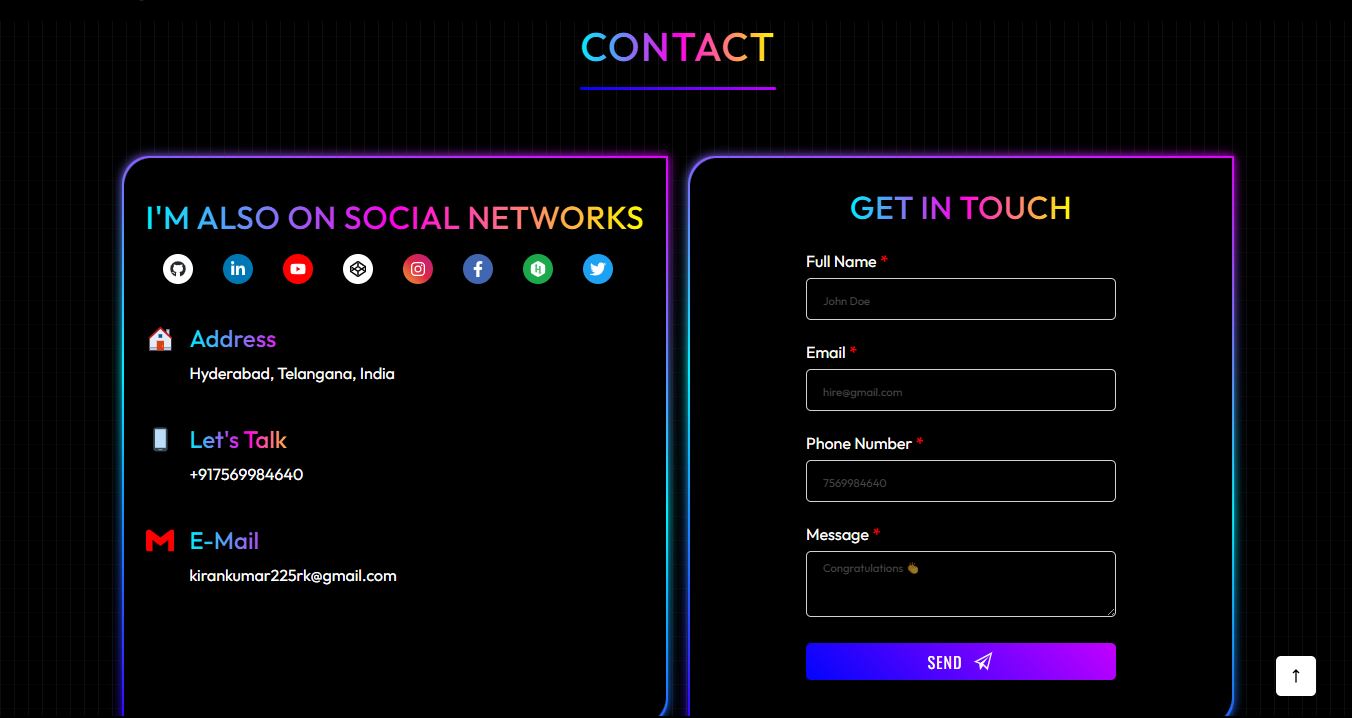 CONTACT
I'M ALSO ON SOCIAL NETWORKS
Address
Hyderabad, Telangana, India
Let's Talk
+917569984640
E-Mail
kirankumar225rk@gmail.com
GET IN TOUCH
Full Name *
John Doe
Email *
hire@gmail.com
Phone Number *
7569984640
Message *
Congratulations 👏
SEND
↑